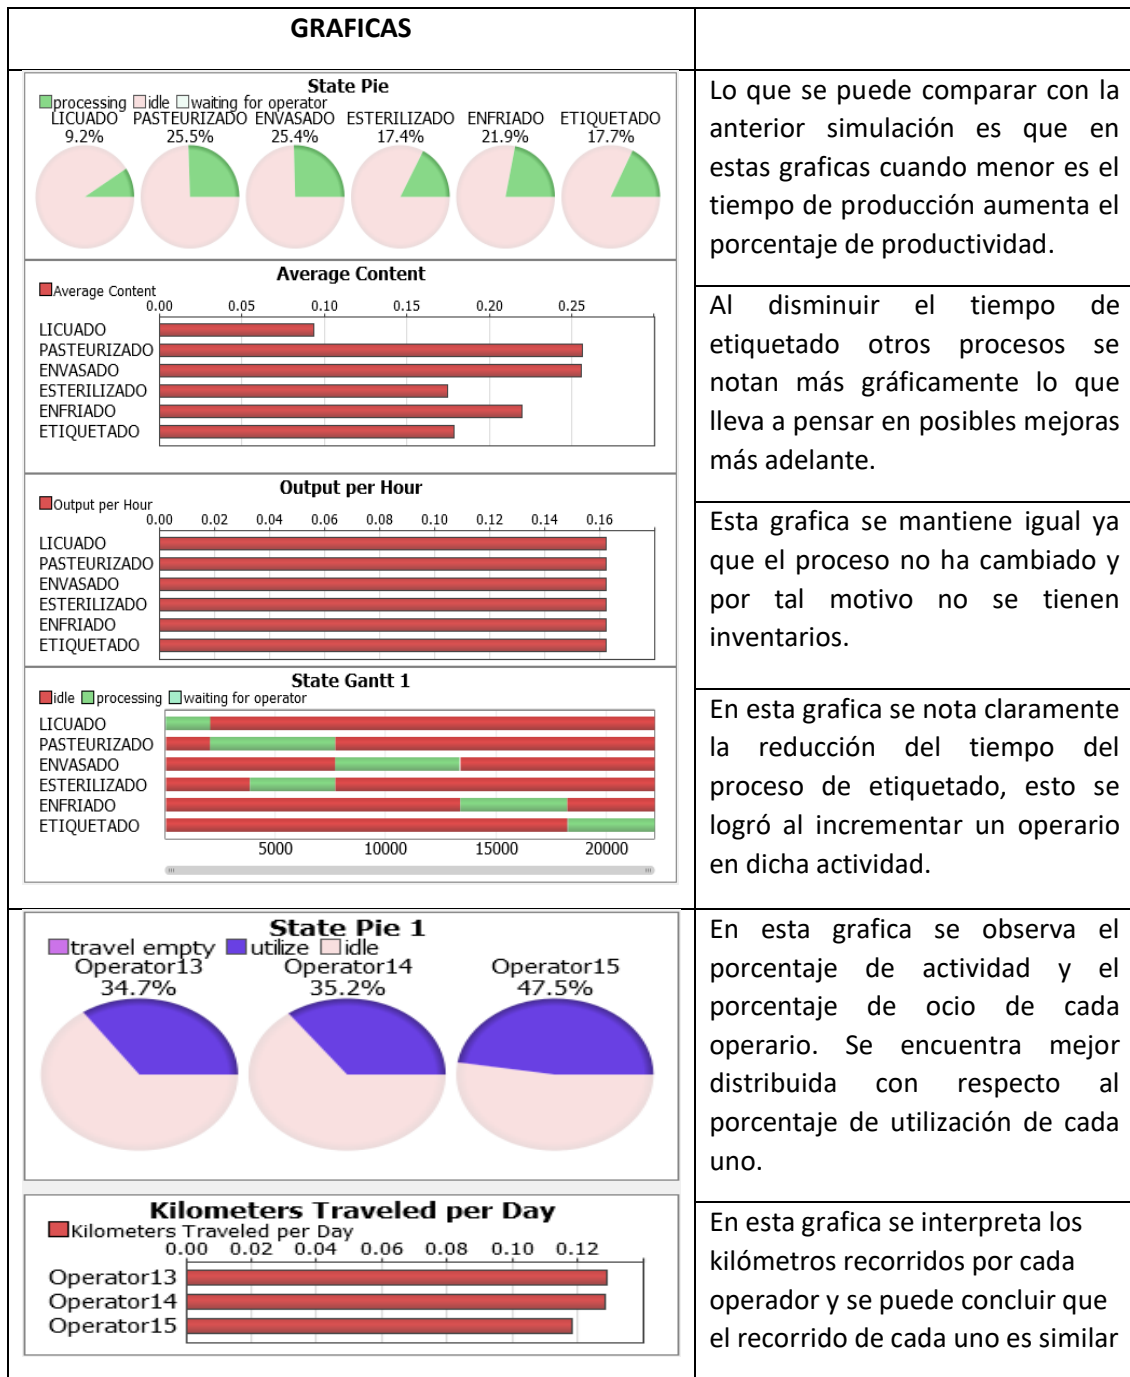 GRAFICAS
State Pie
processing idle waiting for operator
LICUADO PASTEURIZADO ENVASADO ESTERILIZADO ENFRIADO ETIQUETADO
9.2% 25.5% 25.4% 17.4% 21.9% 17.7%
Lo que se puede comparar con la
anterior simulación es que en
estas graficas cuando menor es el
tiempo de producción aumenta el
porcentaje de productividad.
Average Content
Average Content
0.00 0.05 0.10 0.15 0.20 0.25
LICUADO
PASTEURIZADO
ENVASADO
ESTERILIZADO
ENFRIADO
ETIQUETADO
Al disminuir el tiempo de
etiquetado otros procesos se
notan más gráficamente lo que
lleva a pensar en posibles mejoras
más adelante.
Output per Hour
Output per Hour
0.00 0.02 0.04 0.06 0.08 0.10 0.12 0.14 0.16
LICUADO
PASTEURIZADO
ENVASADO
ESTERILIZADO
ENFRIADO
ETIQUETADO
Esta grafica se mantiene igual ya
que el proceso no ha cambiado y
por tal motivo no se tienen
inventarios.
State Gantt 1
idle processing waiting for operator
LICUADO
PASTEURIZADO
ENVASADO
ESTERILIZADO
ENFRIADO
ETIQUETADO
5000 10000 15000 20000
En esta grafica se nota claramente
la reducción del tiempo del
proceso de etiquetado, esto se
logró al incrementar un operario
en dicha actividad.
State Pie 1
travel empty utilize idle
Operator13 Operator14 Operator15
34.7% 35.2% 47.5%
En esta grafica se observa el
porcentaje de actividad y el
porcentaje de ocio de cada
operario. Se encuentra mejor
distribuida con respecto al
porcentaje de utilización de cada
uno.
Kilometers Traveled per Day
Kilometers Traveled per Day
0.00 0.02 0.04 0.06 0.08 0.10 0.12
Operator13
Operator14
Operator15
En esta grafica se interpreta los
kilómetros recorridos por cada
operador y se puede concluir que
el recorrido de cada uno es similar